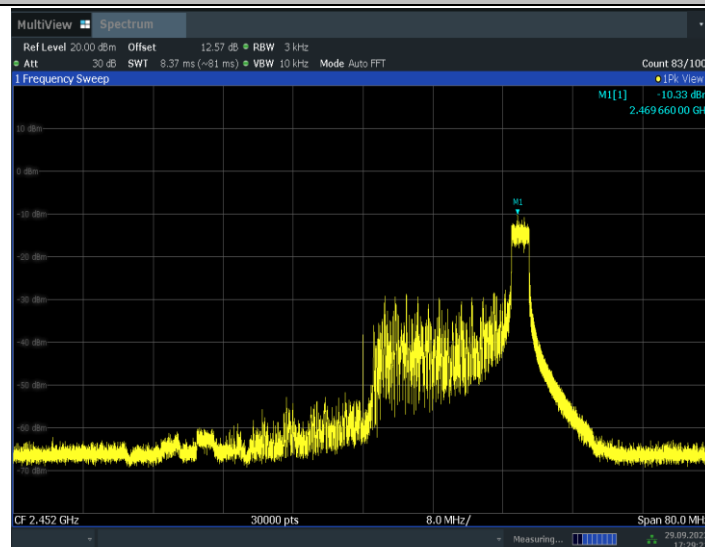 MultiView Spectrum
Ref Level 20.00 dBm Offset 12.57 dB RBW 3 kHz
Att 30 dB SWT 8.37 ms (~81 ms) VBW 10 kHz Mode Auto FFT Count 83/100
1 Frequency Sweep 1Pk View
M1[1] -10.33 dBm
2.469 660 00 GH
10 dBm
0 dBm
M1
-10 dBm
-20 dBm
-30 dBm
-40 dBm
-50 dBm
-60 dBm
-70 dBm
CF 2.452 GHz 30000 pts 8.0 MHz/ Span 80.0 MH
Measuring... 29.09.202